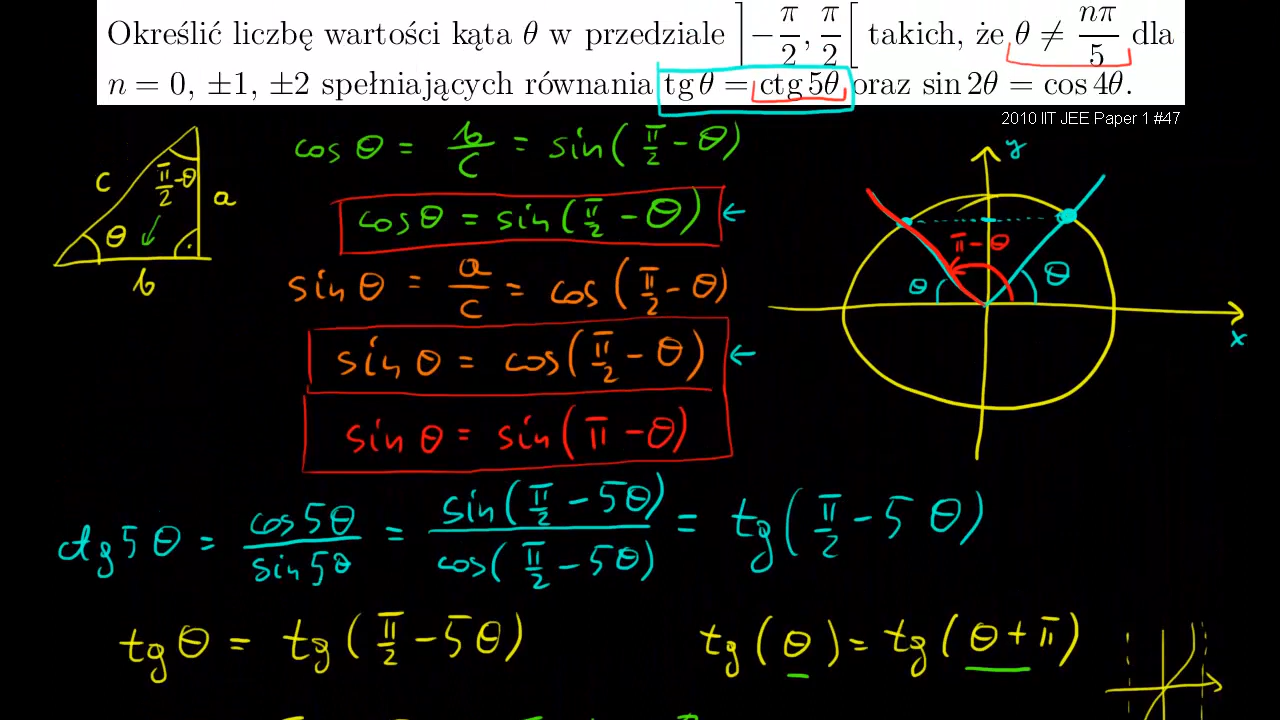 Określić liczbę wartości kąta θ w przedziale ]−π/2, π/2[ takich, że θ ≠ nπ/5 dla
n = 0, ±1, ±2 spełniających równania tg θ = ctg 5θ oraz sin 2θ = cos 4θ.
2010 IIT JEE Paper 1 #47
cos θ = b/c = sin(π/2 − θ)
c π/2−θ a θ b
cos θ = sin(π/2 − θ)
y
π−θ
θ θ
x
sin θ = a/c = cos(π/2 − θ)
sin θ = cos(π/2 − θ)
sin θ = sin(π − θ)
ctg 5θ = cos 5θ / sin 5θ = sin(π/2 − 5θ) / cos(π/2 − 5θ) = tg(π/2 − 5θ)
tg θ = tg(π/2 − 5θ) tg(θ) = tg(θ + π)